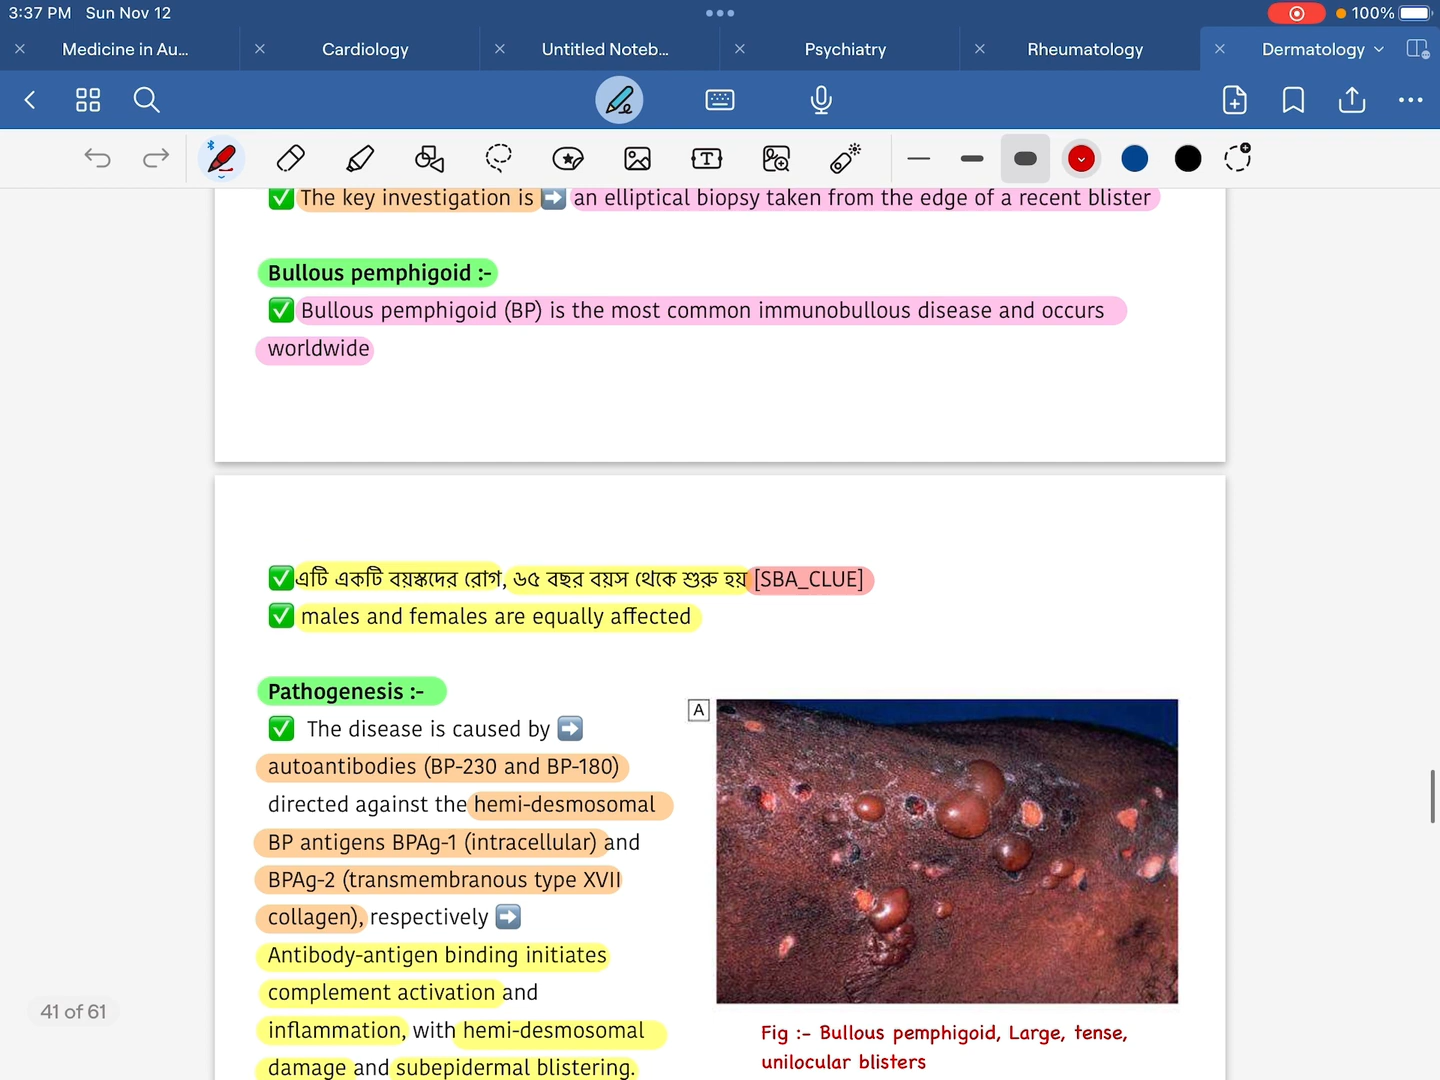 3:37 PM Sun Nov 12
100%
Medicine in Au...
Cardiology
Untitled Noteb...
Psychiatry
Rheumatology
Dermatology
The key investigation is ➡ an elliptical biopsy taken from the edge of a recent blister
Bullous pemphigoid :-
✅ Bullous pemphigoid (BP) is the most common immunobullous disease and occurs
worldwide
✅এটি একটি বয়স্কদের রোগ, ৬৫ বছর বয়স থেকে শুরু হয় [SBA_CLUE]
✅ males and females are equally affected
Pathogenesis :-
✅ The disease is caused by ➡
autoantibodies (BP-230 and BP-180)
directed against the hemi-desmosomal
BP antigens BPAg-1 (intracellular) and
BPAg-2 (transmembranous type XVII
collagen), respectively ➡
Antibody-antigen binding initiates
complement activation and
inflammation, with hemi-desmosomal
damage and subepidermal blistering.
A
Fig :- Bullous pemphigoid, Large, tense,
unilocular blisters
41 of 61